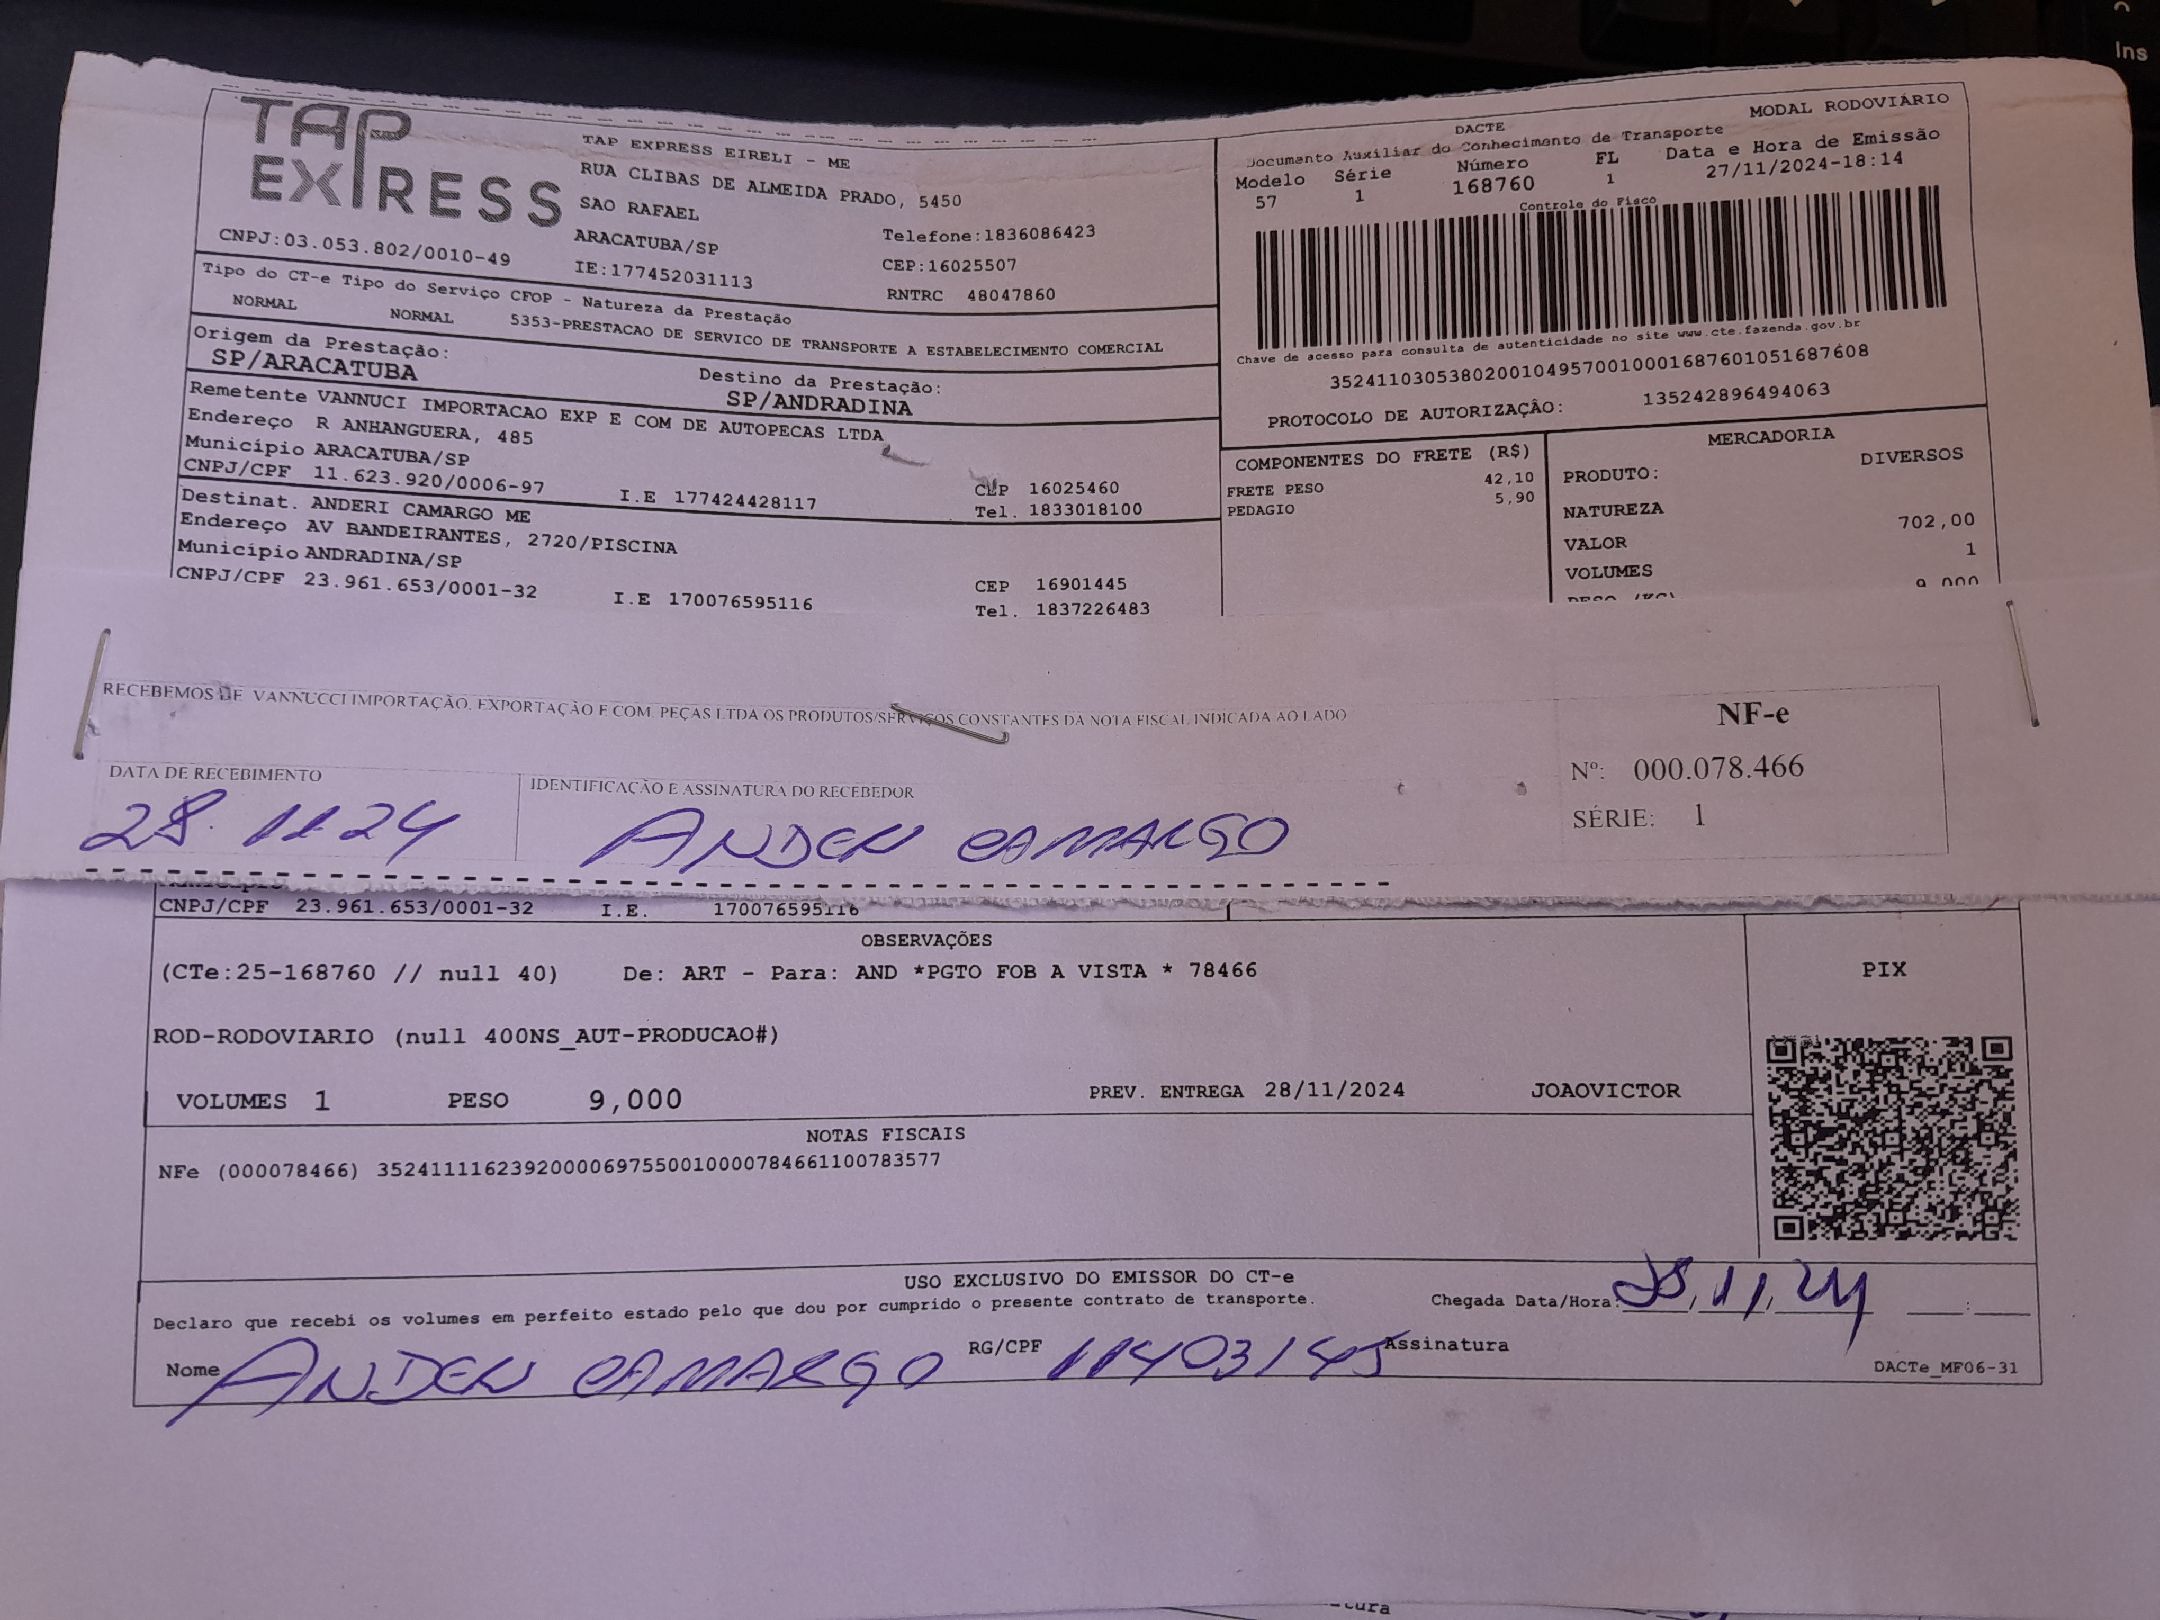 Ins
TAP EXPRESS
TAP EXPRESS EIRELI - ME
RUA CLIBAS DE ALMEIDA PRADO, 5450
SAO RAFAEL
ARACATUBA/SP
Telefone:1836086423
CNPJ:03.053.802/0010-49
IE:177452031113
CEP:16025507
RNTRC 48047860
MODAL RODOVIÁRIO
DACTE
Documento Auxiliar do Conhecimento de Transporte
Modelo Série Número FL Data e Hora de Emissão
57 1 168760 1 27/11/2024-18:14
Controle do Fisco
Chave de acesso para consulta de autenticidade no site www.cte.fazenda.gov.br
35241103053802001049570010001687601051687608
PROTOCOLO DE AUTORIZAÇÃO: 135242896494063
Tipo do CT-e Tipo do Serviço CFOP - Natureza da Prestação
NORMAL NORMAL 5353-PRESTACAO DE SERVICO DE TRANSPORTE A ESTABELECIMENTO COMERCIAL
Origem da Prestação: Destino da Prestação:
SP/ARACATUBA SP/ANDRADINA
Remetente VANNUCI IMPORTACAO EXP E COM DE AUTOPECAS LTDA
Endereço R ANHANGUERA, 485
Município ARACATUBA/SP CEP 16025460
CNPJ/CPF 11.623.920/0006-97 I.E 177424428117 Tel. 1833018100
Destinat. ANDERI CAMARGO ME
Endereço AV BANDEIRANTES, 2720/PISCINA
Município ANDRADINA/SP CEP 16901445
CNPJ/CPF 23.961.653/0001-32 I.E 170076595116 Tel. 1837226483
COMPONENTES DO FRETE (R$)
FRETE PESO 42,10
PEDAGIO 5,90
MERCADORIA
PRODUTO: DIVERSOS
NATUREZA
VALOR 702,00
VOLUMES 1
PESO (KG) 9,000
RECEBEMOS DE VANNUCCI IMPORTAÇÃO, EXPORTAÇÃO E COM. PEÇAS LTDA OS PRODUTOS/SERVIÇOS CONSTANTES DA NOTA FISCAL INDICADA AO LADO
NF-e
Nº: 000.078.466
SÉRIE: 1
DATA DE RECEBIMENTO IDENTIFICAÇÃO E ASSINATURA DO RECEBEDOR
28.11.24 ANDERI CAMARGO
Município
CNPJ/CPF 23.961.653/0001-32 I.E. 170076595116
OBSERVAÇÕES
(CTe:25-168760 // null 40) De: ART - Para: AND *PGTO FOB A VISTA * 78466
ROD-RODOVIARIO (null 400NS_AUT-PRODUCAO#)
VOLUMES 1 PESO 9,000 PREV. ENTREGA 28/11/2024 JOAOVICTOR
PIX
NOTAS FISCAIS
NFe (000078466) 35241111623920000697550010000784661100783577
USO EXCLUSIVO DO EMISSOR DO CT-e
Declaro que recebi os volumes em perfeito estado pelo que dou por cumprido o presente contrato de transporte. Chegada Data/Hora: 28,11,24 :
Nome ANDERI CAMARGO RG/CPF 11403145 Assinatura
DACTe_MF06-31